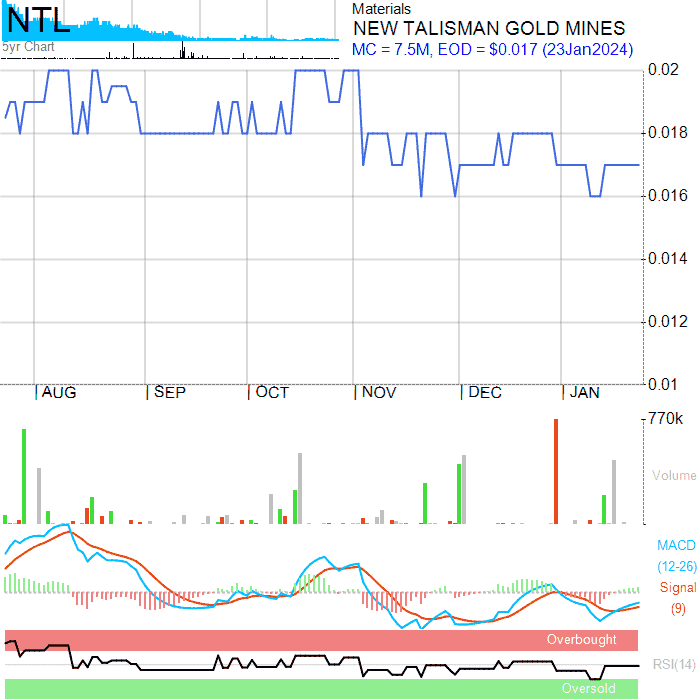 NTL
5yr Chart
Materials
NEW TALISMAN GOLD MINES
MC = 7.5M, EOD = $0.017 (23Jan2024)
0.02
0.018
0.016
0.014
0.012
0.01
AUG SEP OCT NOV DEC JAN
770k
Volume
MACD
(12-26)
Signal
(9)
Overbought
RSI(14)
Oversold